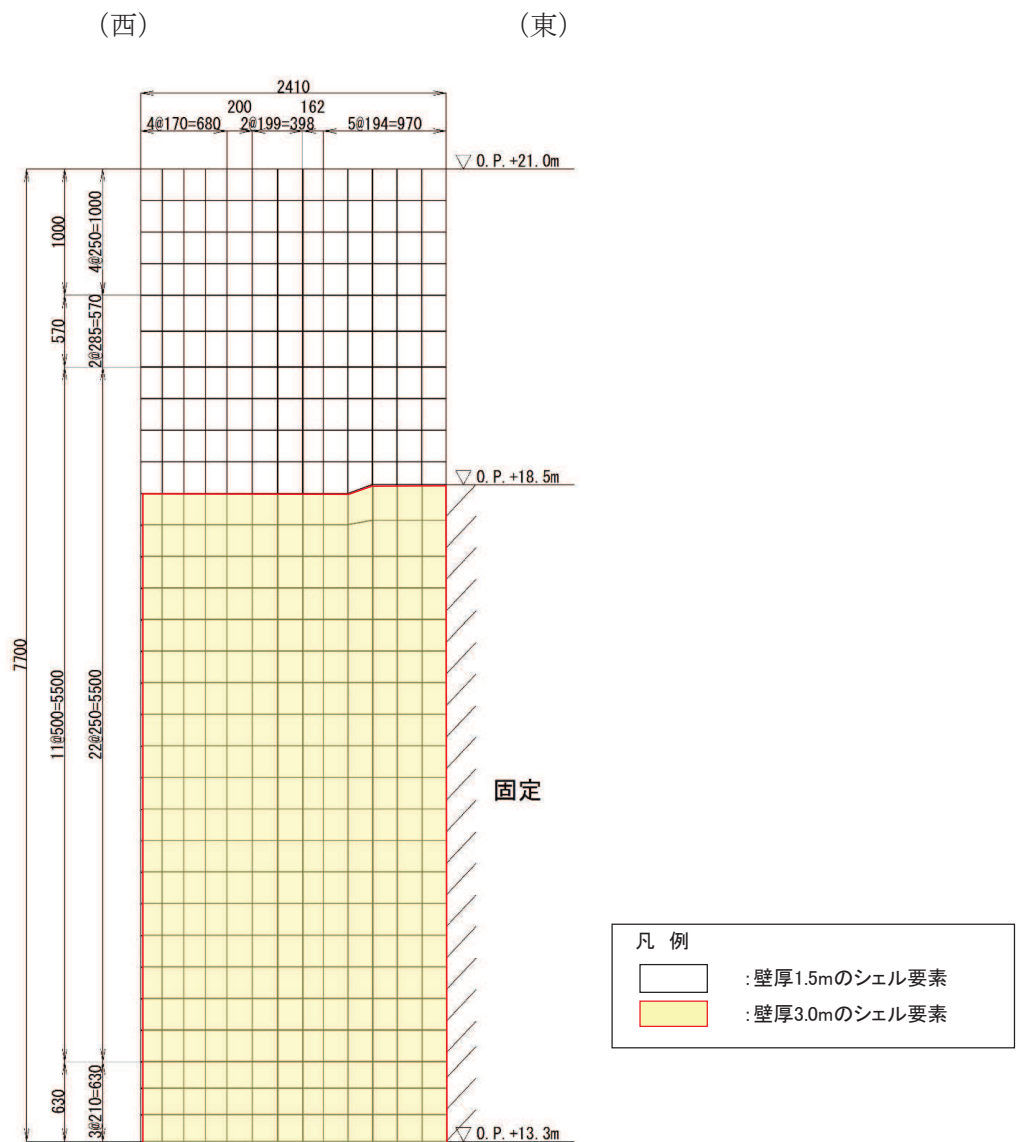 (西)
(東)
2410
200
162
4@170=680
2@199=398
5@194=970
▽ O.P.+21.0m
1000
4@250=1000
570
2@285=570
▽ O.P.+18.5m
7700
11@500=5500
22@250=5500
固定
凡 例
:壁厚1.5mのシェル要素
:壁厚3.0mのシェル要素
630
3@210=630
▽ O.P.+13.3m